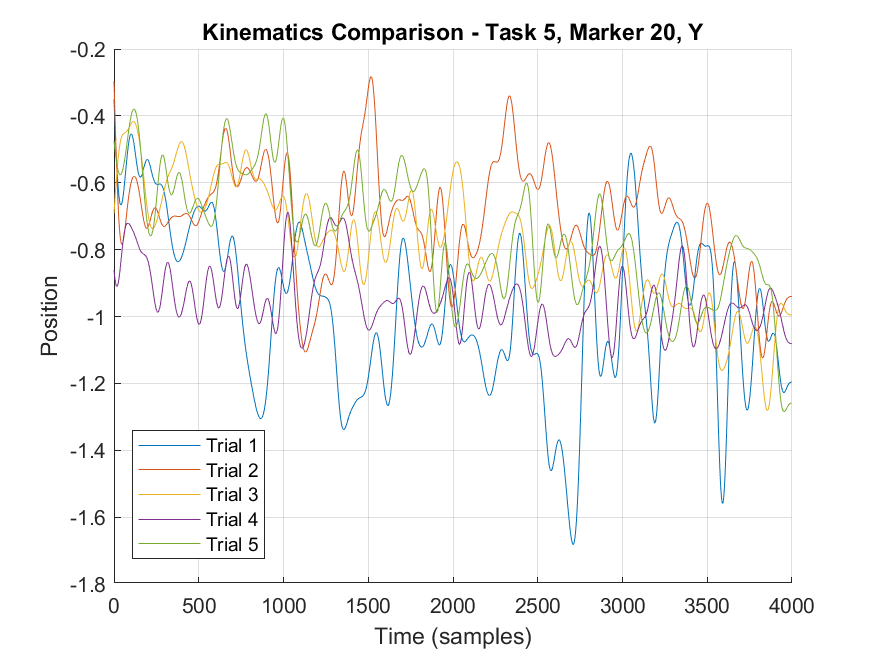 Kinematics Comparison - Task 5, Marker 20, Y
-0.2
-0.4
-0.6
-0.8
-1
-1.2
-1.4
-1.6
-1.8
Position
Trial 1
Trial 2
Trial 3
Trial 4
Trial 5
0 500 1000 1500 2000 2500 3000 3500 4000
Time (samples)